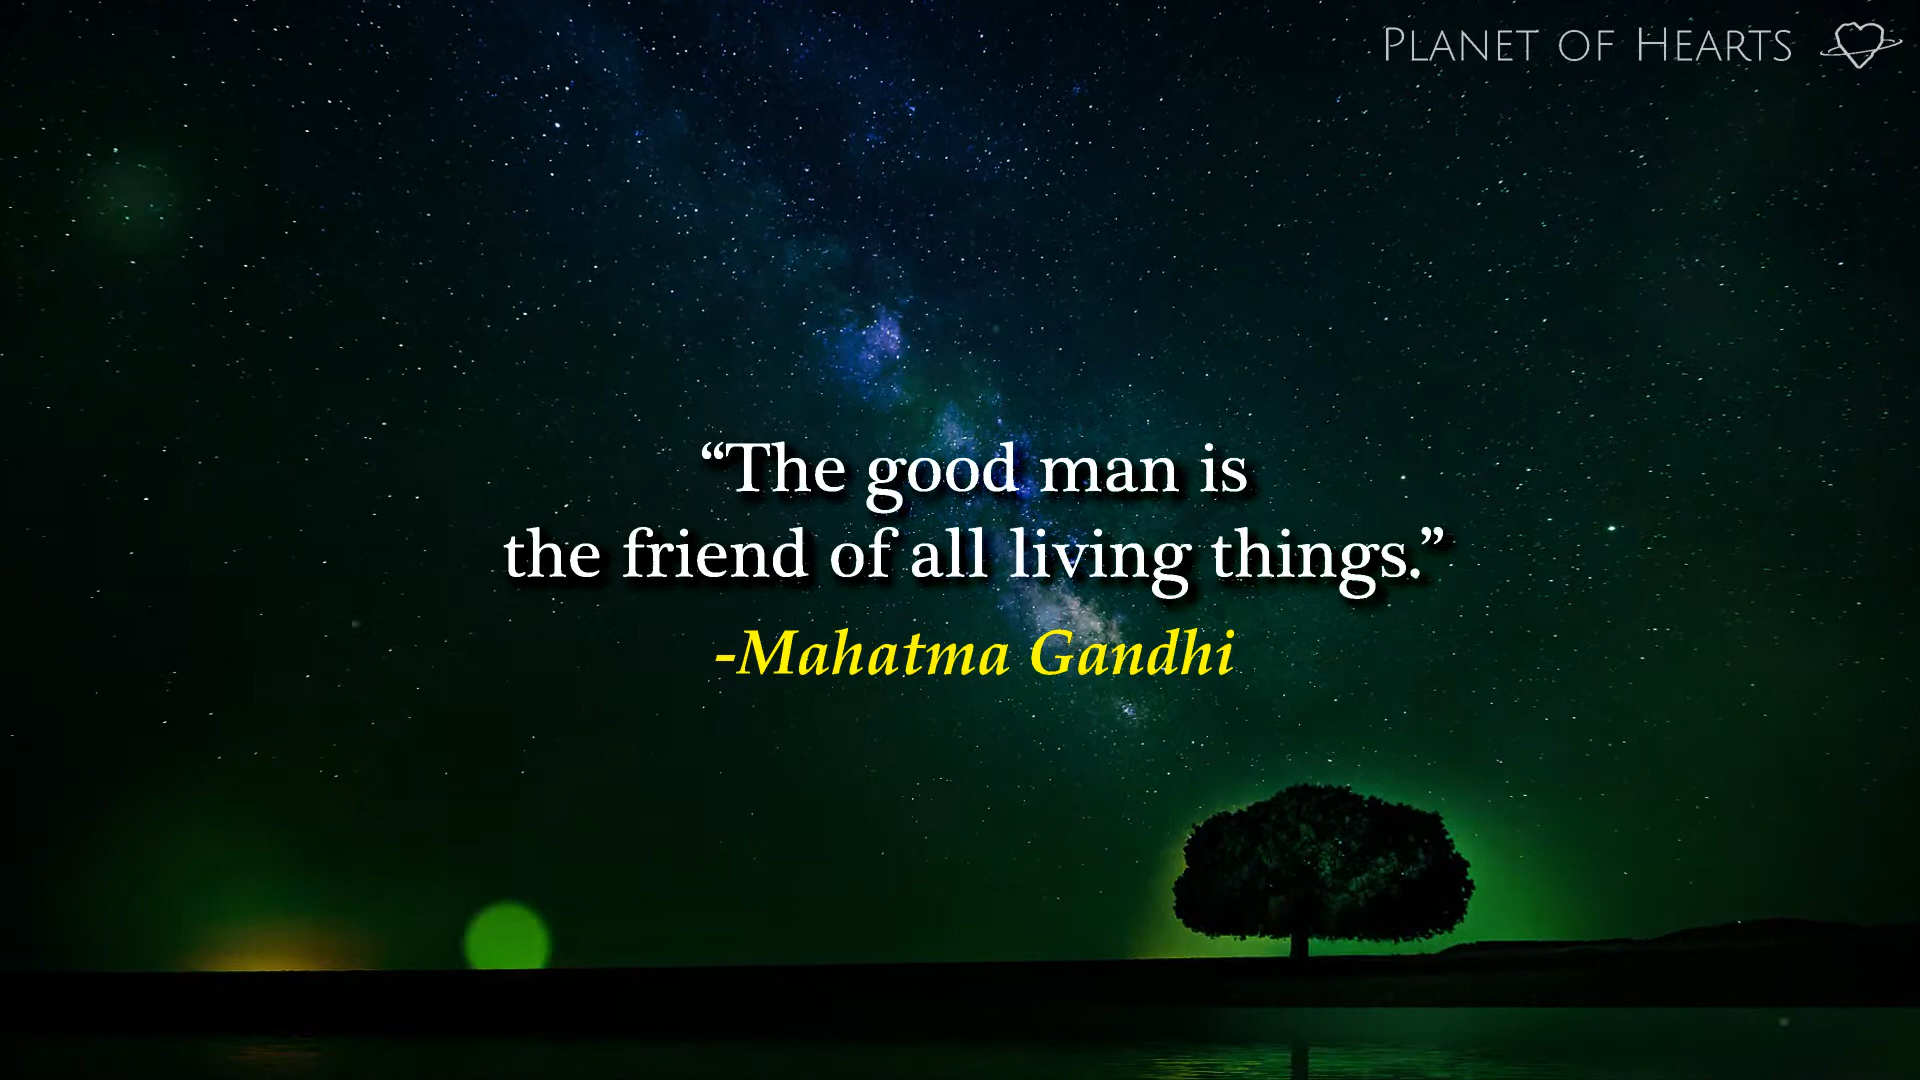 PLANET OF HEARTS
“The good man is
the friend of all living things.”
-Mahatma Gandhi